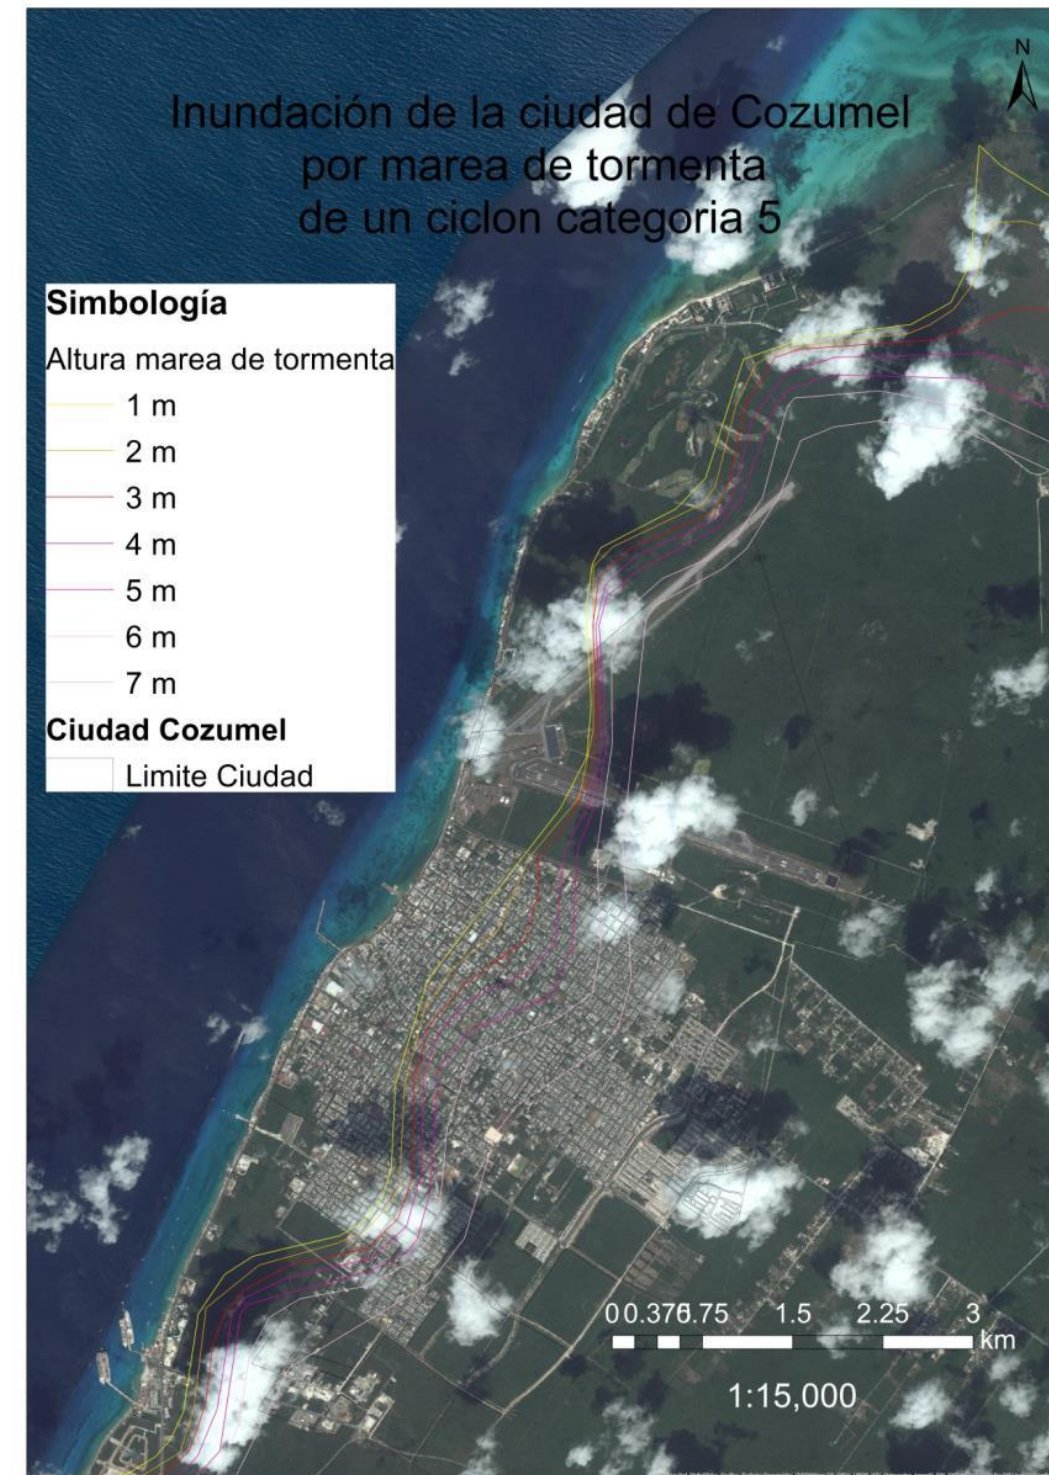 N
Inundación de la ciudad de Cozumel
por marea de tormenta
de un ciclon categoria 5
Simbología
Altura marea de tormenta
1 m
2 m
3 m
4 m
5 m
6 m
7 m
Ciudad Cozumel
Limite Ciudad
0 0.375 0.75 1.5 2.25 3
km
1:15,000